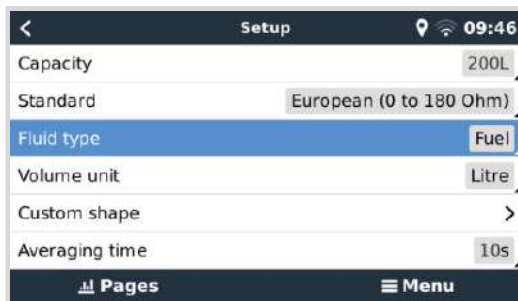 Setup 09:46
Capacity 200L
Standard European (0 to 180 Ohm)
Fluid type Fuel
Volume unit Litre
Custom shape
Averaging time 10s
Pages Menu